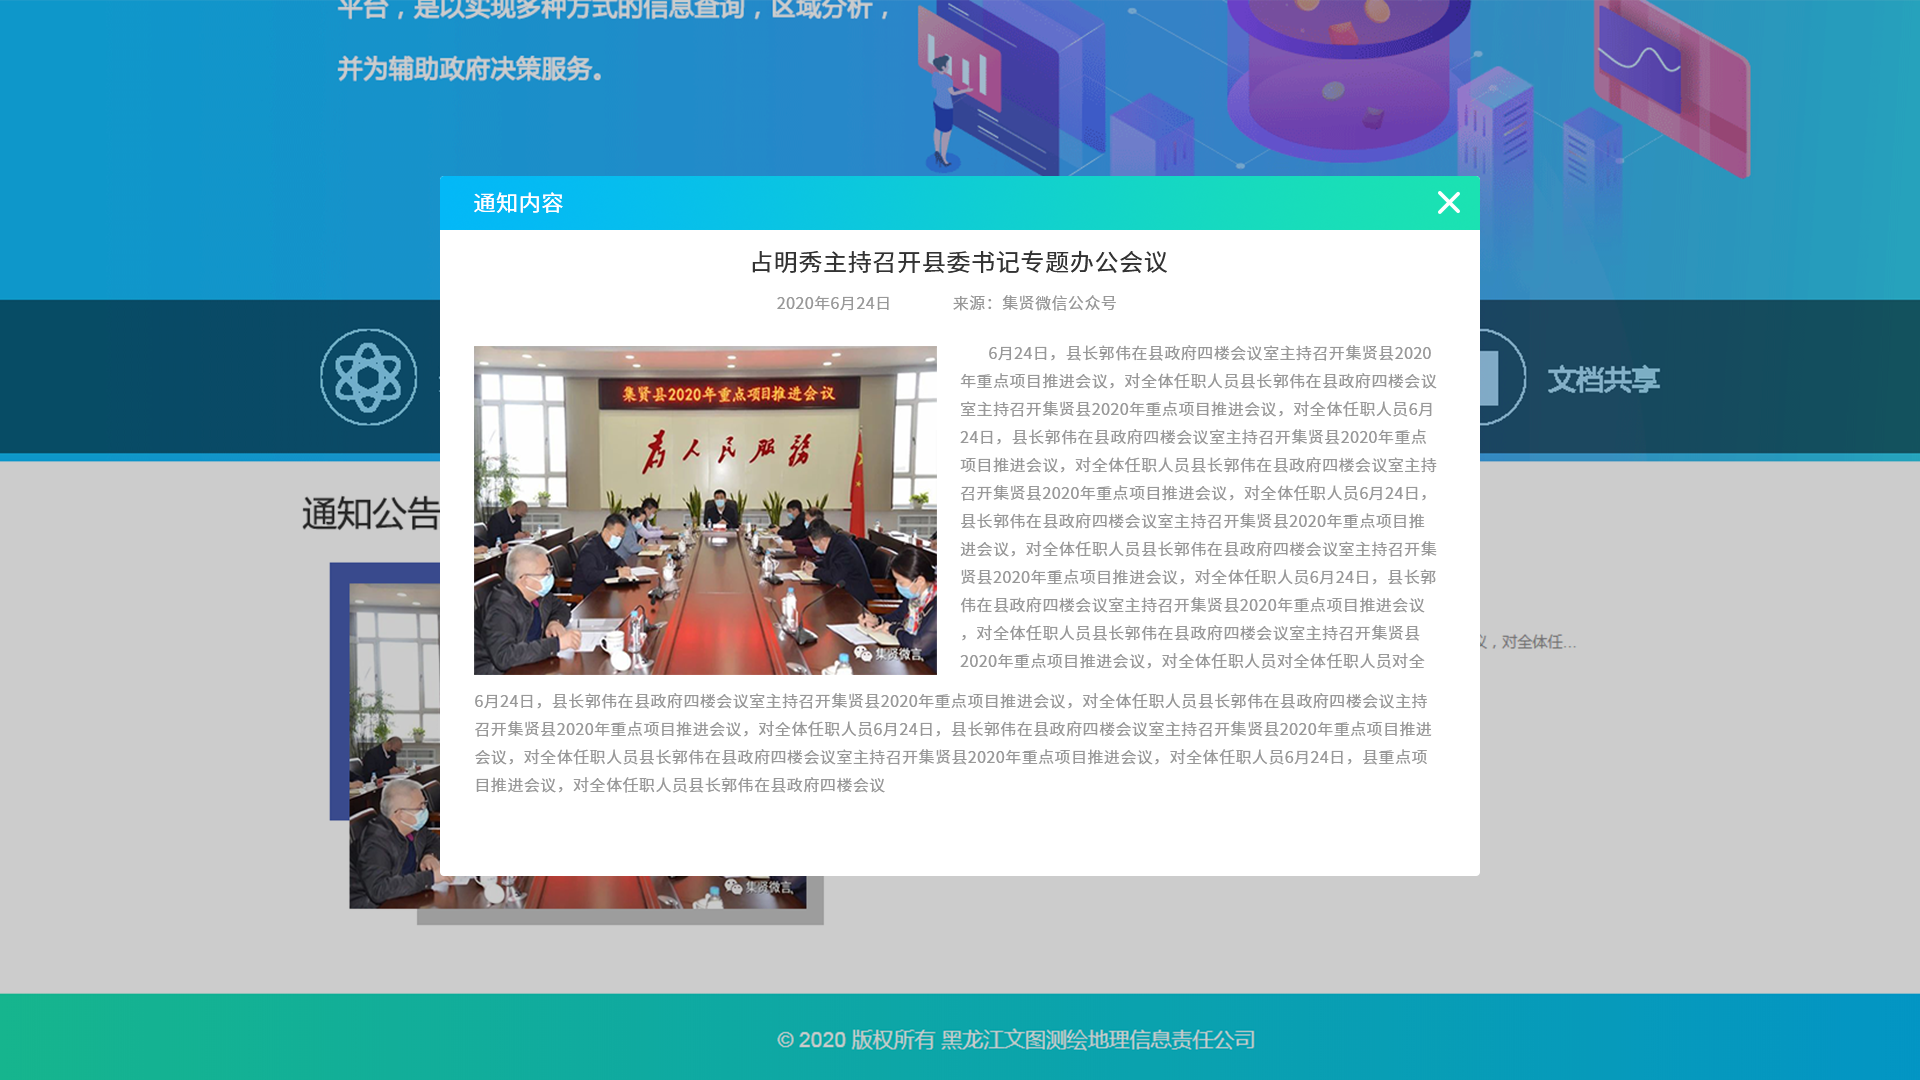 平台，是以实现多种方式的信息查询，区域分析，
并为辅助政府决策服务。
通知内容
占明秀主持召开县委书记专题办公会议
2020年6月24日
来源：集贤微信公众号
集贤县2020年重点项目推进会议
为人民服务
集贤微言
6月24日，县长郭伟在县政府四楼会议室主持召开集贤县2020
年重点项目推进会议，对全体任职人员县长郭伟在县政府四楼会议
室主持召开集贤县2020年重点项目推进会议，对全体任职人员6月
24日，县长郭伟在县政府四楼会议室主持召开集贤县2020年重点
项目推进会议，对全体任职人员县长郭伟在县政府四楼会议室主持
召开集贤县2020年重点项目推进会议，对全体任职人员6月24日，
县长郭伟在县政府四楼会议室主持召开集贤县2020年重点项目推
进会议，对全体任职人员县长郭伟在县政府四楼会议室主持召开集
贤县2020年重点项目推进会议，对全体任职人员6月24日，县长郭
伟在县政府四楼会议室主持召开集贤县2020年重点项目推进会议
，对全体任职人员县长郭伟在县政府四楼会议室主持召开集贤县
2020年重点项目推进会议，对全体任职人员对全体任职人员对全
6月24日，县长郭伟在县政府四楼会议室主持召开集贤县2020年重点项目推进会议，对全体任职人员县长郭伟在县政府四楼会议主持
召开集贤县2020年重点项目推进会议，对全体任职人员6月24日，县长郭伟在县政府四楼会议室主持召开集贤县2020年重点项目推进
会议，对全体任职人员县长郭伟在县政府四楼会议室主持召开集贤县2020年重点项目推进会议，对全体任职人员6月24日，县重点项
目推进会议，对全体任职人员县长郭伟在县政府四楼会议
文档共享
通知公告
议，对全体任...
集贤微言
© 2020 版权所有 黑龙江文图测绘地理信息责任公司